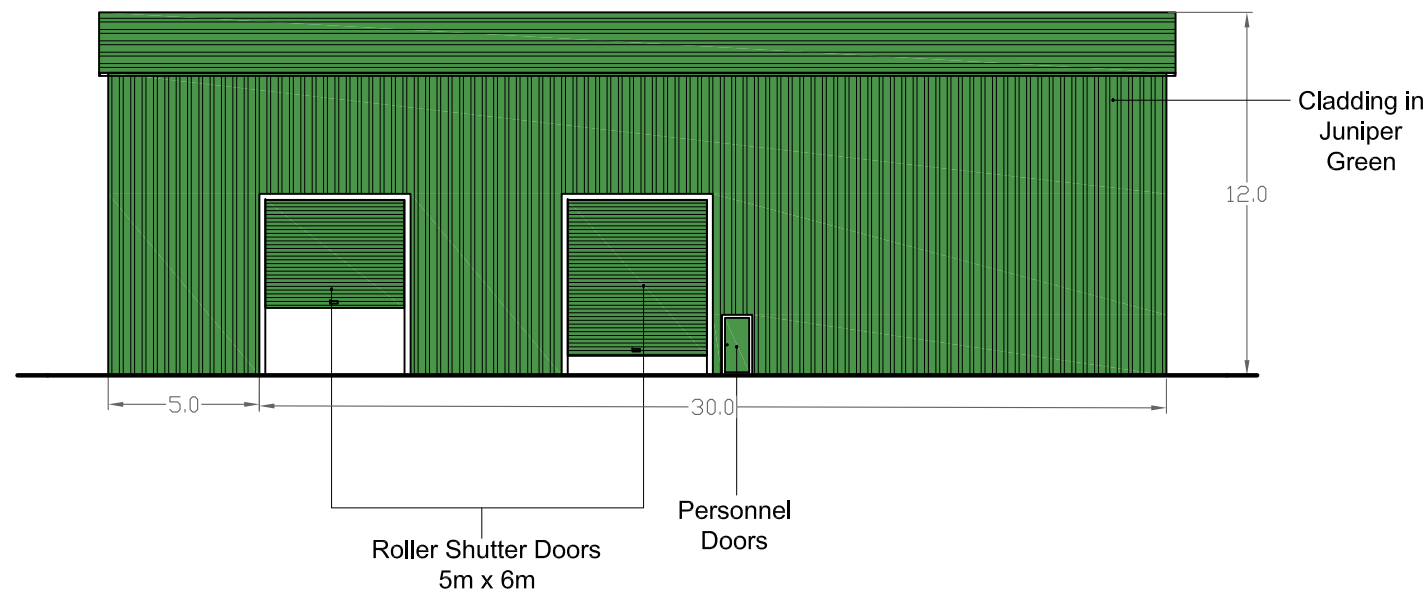 Cladding in
Juniper
Green
12.0
5.0
30.0
Roller Shutter Doors
5m x 6m
Personnel
Doors